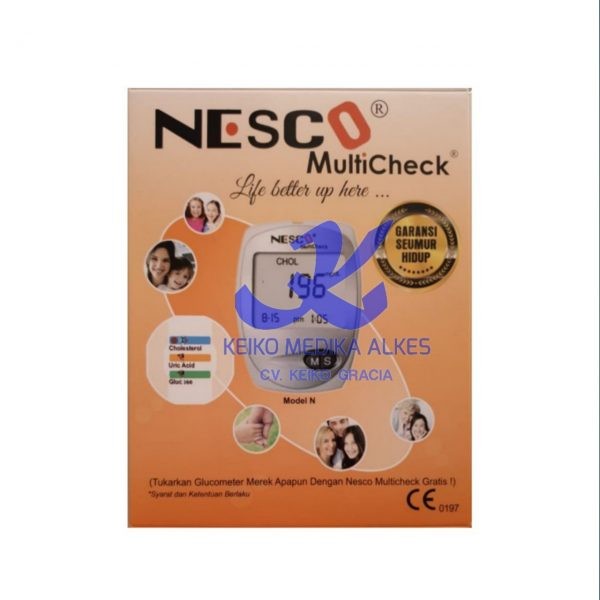 NESCO®
MultiCheck®
Life better up here ...
GARANSI
SEUMUR
HIDUP
NESCO®
MultiCheck
CHOL
196
8-15 pm 1:05
KEIKO MEDIKA ALKES
CV. KEIKO GRACIA
M S
Model N
Cholesterol
Uric Acid
Glucose
(Tukarkan Glucometer Merek Apapun Dengan Nesco Multicheck Gratis !)
*Syarat dan Ketentuan Berlaku
CE 0197